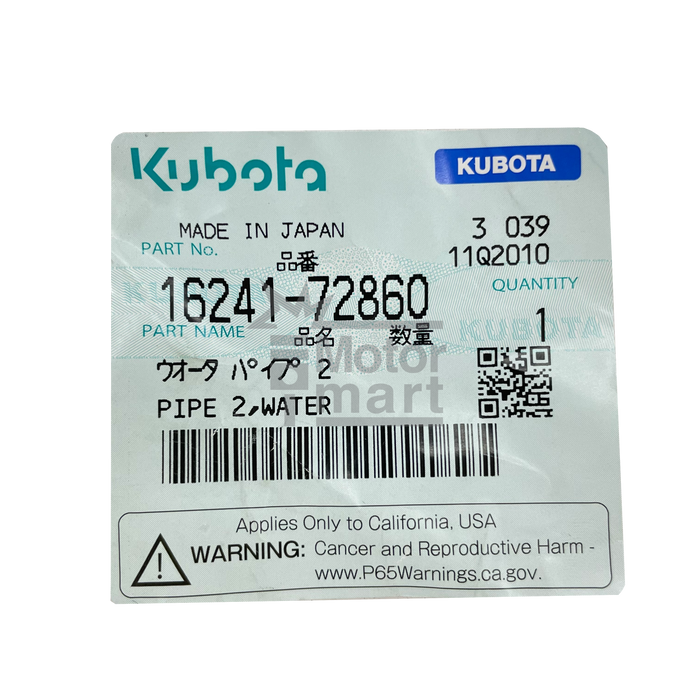 Kubota
KUBOTA
MADE IN JAPAN
3 039
PART No.
品番
11Q2010
16241-72860
QUANTITY
PART NAME
品名
数量
1
KUBOTA
ウオータ パイプ 2
Motor
mart
PIPE 2,WATER
Applies Only to California, USA
WARNING: Cancer and Reproductive Harm -
www.P65Warnings.ca.gov.